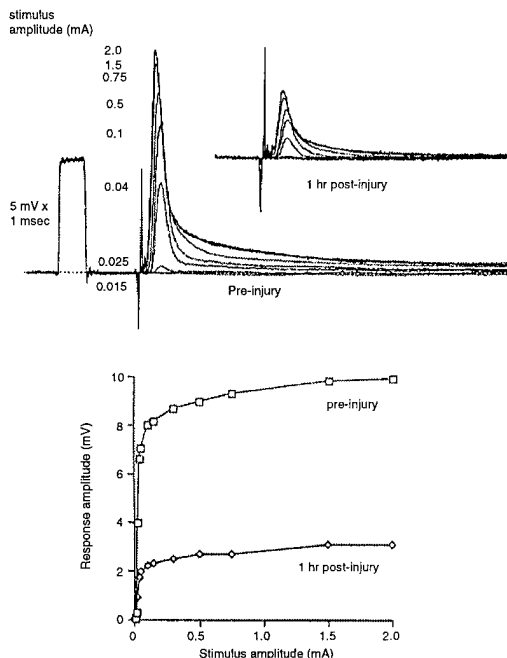 stimulus
amplitude (mA)
2.0
1.5
0.75
0.5
0.1
0.04
0.025
0.015
5 mV x
1 msec
1 hr post-injury
Pre-injury
10
8
6
4
2
0
Response amplitude (mV)
pre-injury
1 hr post-injury
0 0.5 1.0 1.5 2.0
Stimulus amplitude (mA)